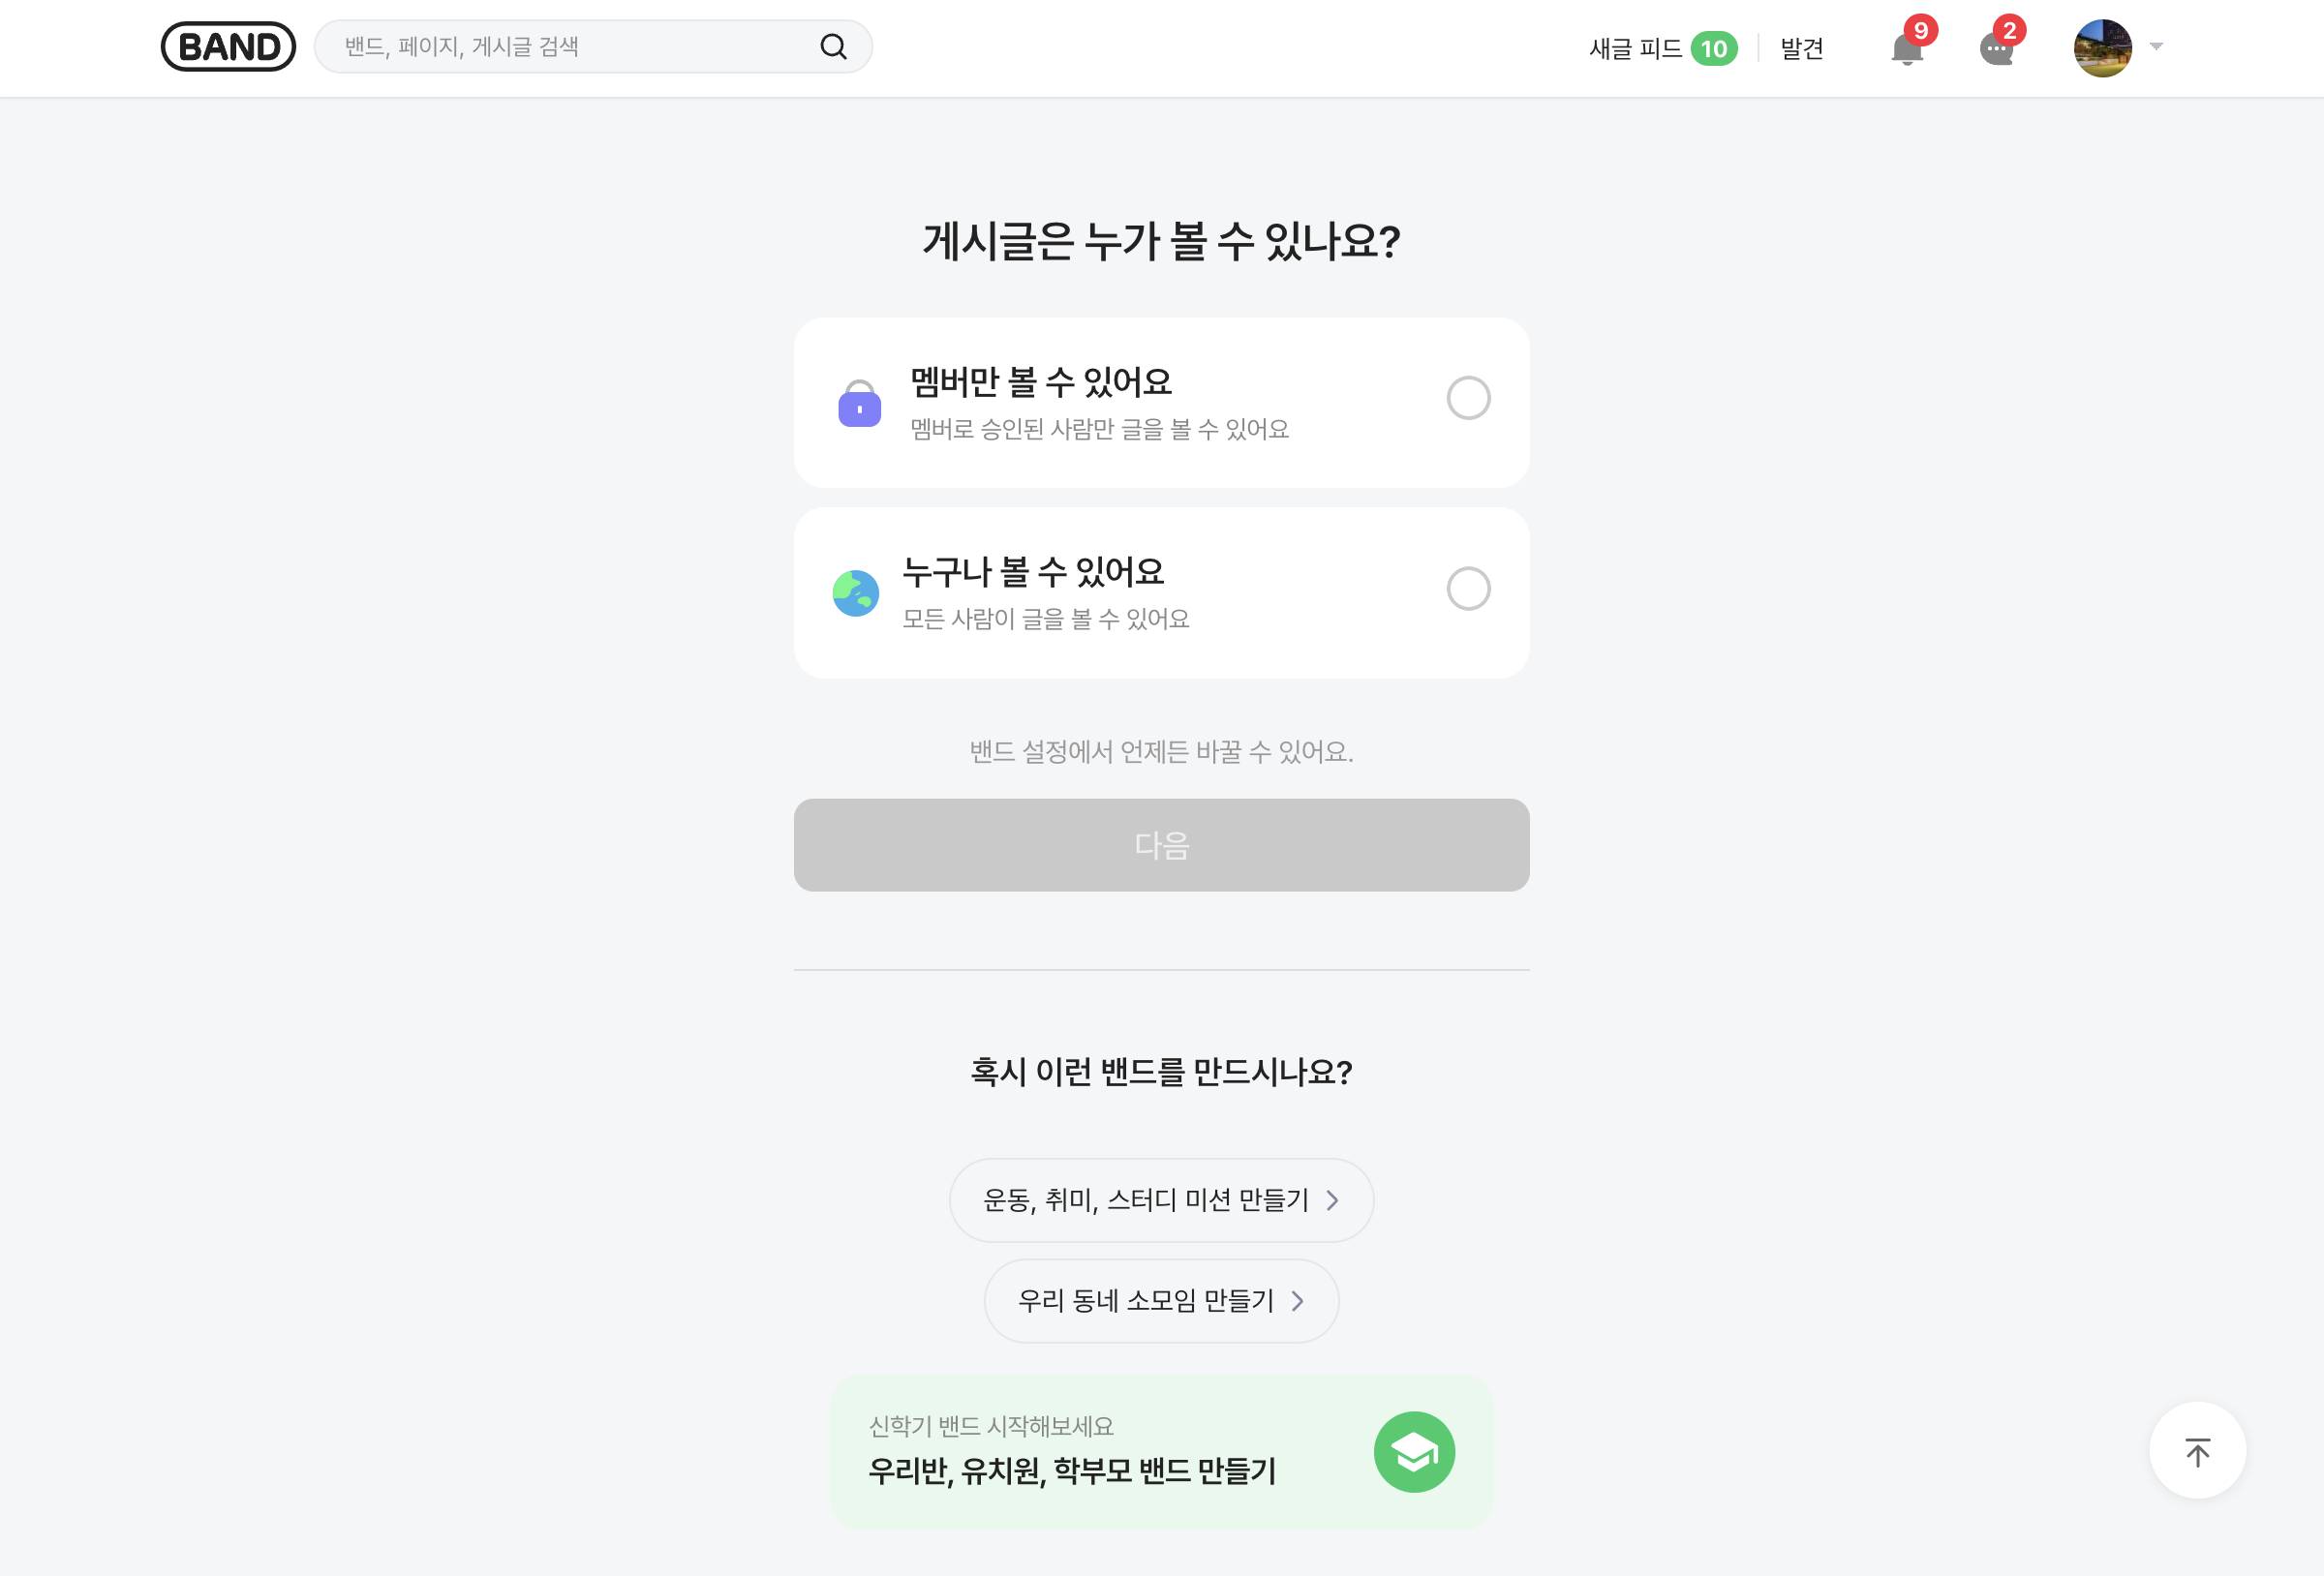 BAND
밴드, 페이지, 게시글 검색
새글 피드 10
발견
9
2
게시글은 누가 볼 수 있나요?
멤버만 볼 수 있어요
멤버로 승인된 사람만 글을 볼 수 있어요
누구나 볼 수 있어요
모든 사람이 글을 볼 수 있어요
밴드 설정에서 언제든 바꿀 수 있어요.
다음
혹시 이런 밴드를 만드시나요?
운동, 취미, 스터디 미션 만들기
우리 동네 소모임 만들기
신학기 밴드 시작해보세요
우리반, 유치원, 학부모 밴드 만들기